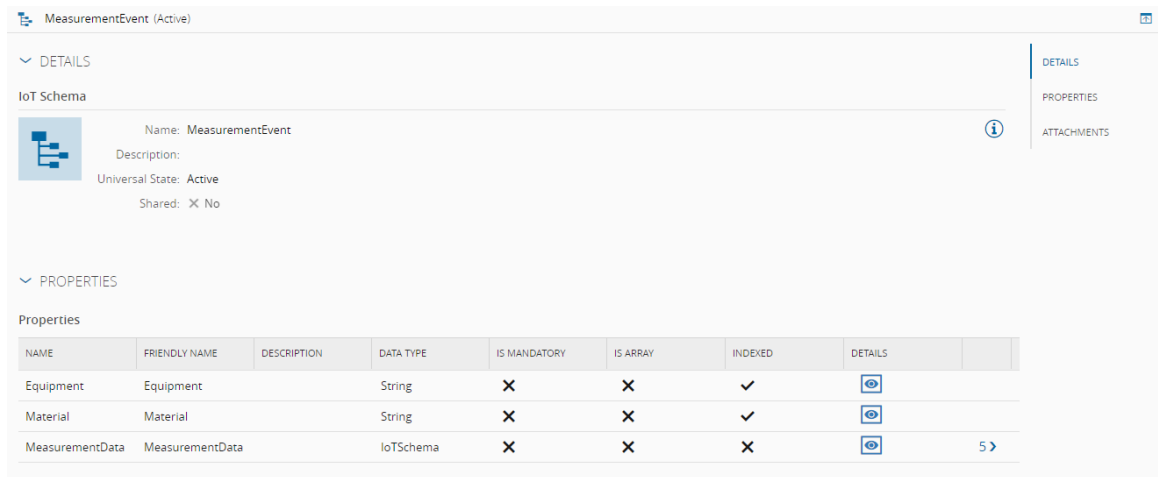 MeasurementEvent (Active)
DETAILS
IoT Schema
Name: MeasurementEvent
Description:
Universal State: Active
Shared: No
PROPERTIES
Properties
NAME FRIENDLY NAME DESCRIPTION DATA TYPE IS MANDATORY IS ARRAY INDEXED DETAILS
Equipment Equipment String
Material Material String
MeasurementData MeasurementData IoTSchema 5
DETAILS
PROPERTIES
ATTACHMENTS